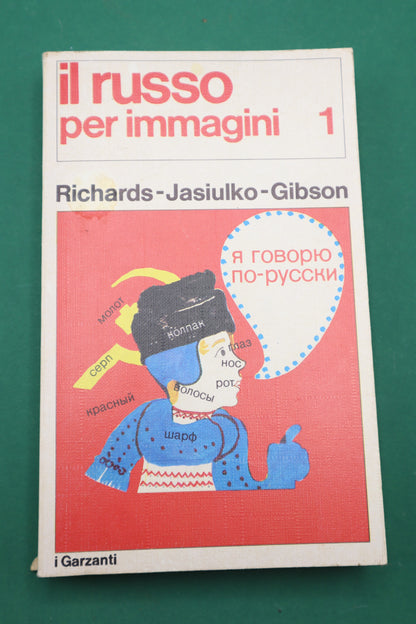 il russo
per immagini 1
Richards-Jasiulko-Gibson
я говорю
по-русски
молот
колпак
серп
глаз
нос
рот
волосы
красный
шарф
i Garzanti